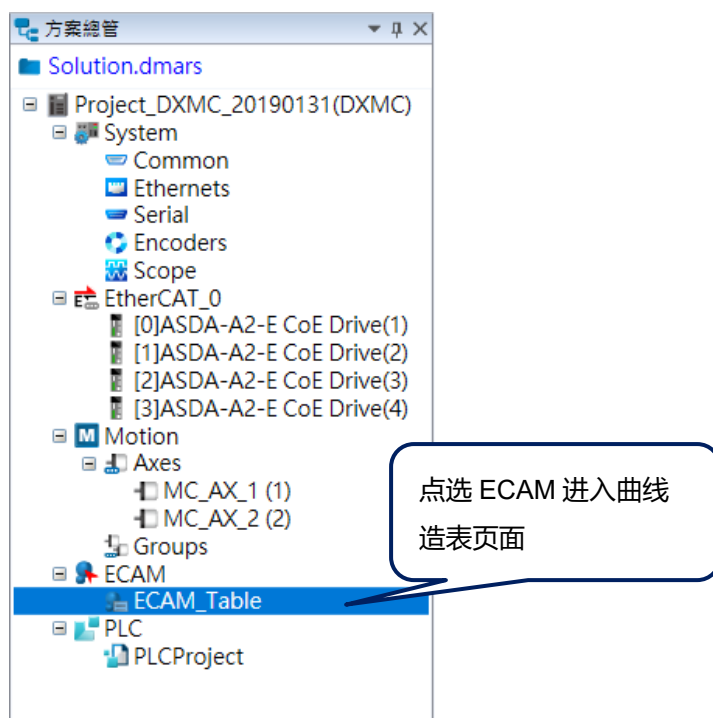 方案總管
Solution.dmars
Project_DXMC_20190131(DXMC)
System
Common
Ethernets
Serial
Encoders
Scope
EtherCAT_0
[0]ASDA-A2-E CoE Drive(1)
[1]ASDA-A2-E CoE Drive(2)
[2]ASDA-A2-E CoE Drive(3)
[3]ASDA-A2-E CoE Drive(4)
M Motion
Axes
MC_AX_1 (1)
MC_AX_2 (2)
Groups
点选 ECAM 进入曲线
造表页面
ECAM
ECAM_Table
PLC
PLCProject